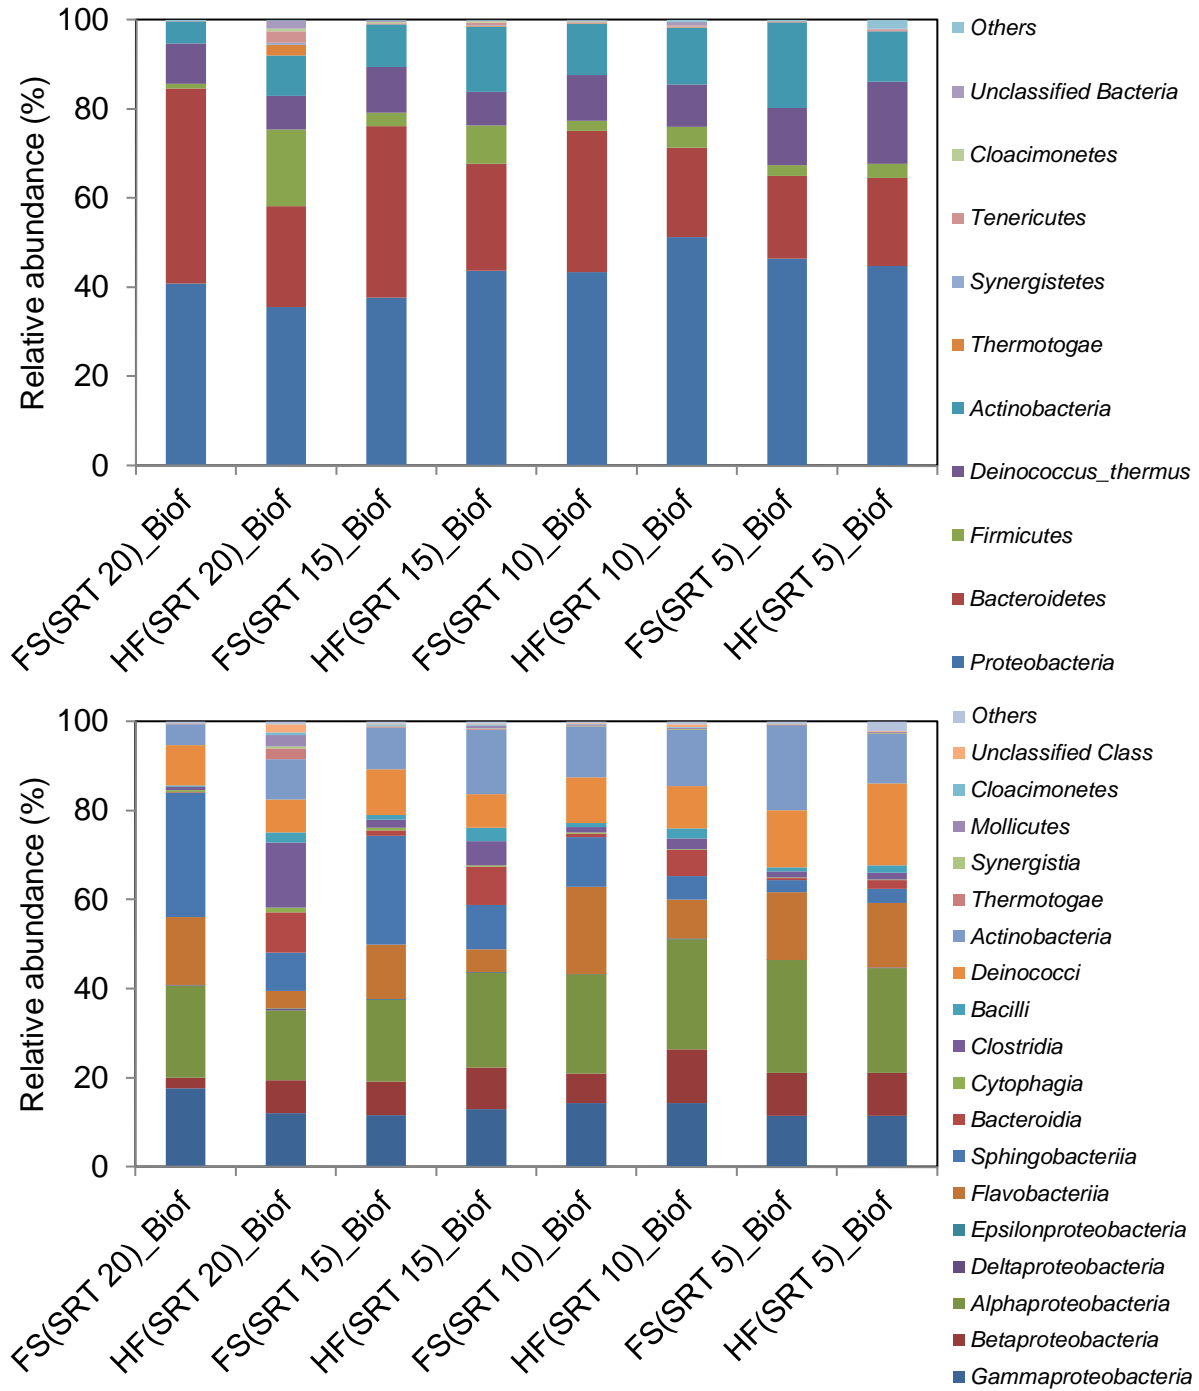 Relative abundance (%)
100
80
60
40
20
0
FS(SRT 20)_Biof
HF(SRT 20)_Biof
FS(SRT 15)_Biof
HF(SRT 15)_Biof
FS(SRT 10)_Biof
HF(SRT 10)_Biof
FS(SRT 5)_Biof
HF(SRT 5)_Biof
Others
Unclassified Bacteria
Cloacimonetes
Tenericutes
Synergistetes
Thermotogae
Actinobacteria
Deinococcus_thermus
Firmicutes
Bacteroidetes
Proteobacteria
Relative abundance (%)
100
80
60
40
20
0
FS(SRT 20)_Biof
HF(SRT 20)_Biof
FS(SRT 15)_Biof
HF(SRT 15)_Biof
FS(SRT 10)_Biof
HF(SRT 10)_Biof
FS(SRT 5)_Biof
HF(SRT 5)_Biof
Others
Unclassified Class
Cloacimonetes
Mollicutes
Synergistia
Thermotogae
Actinobacteria
Deinococci
Bacilli
Clostridia
Cytophagia
Bacteroidia
Sphingobacteriia
Flavobacteriia
Epsilonproteobacteria
Deltaproteobacteria
Alphaproteobacteria
Betaproteobacteria
Gammaproteobacteria